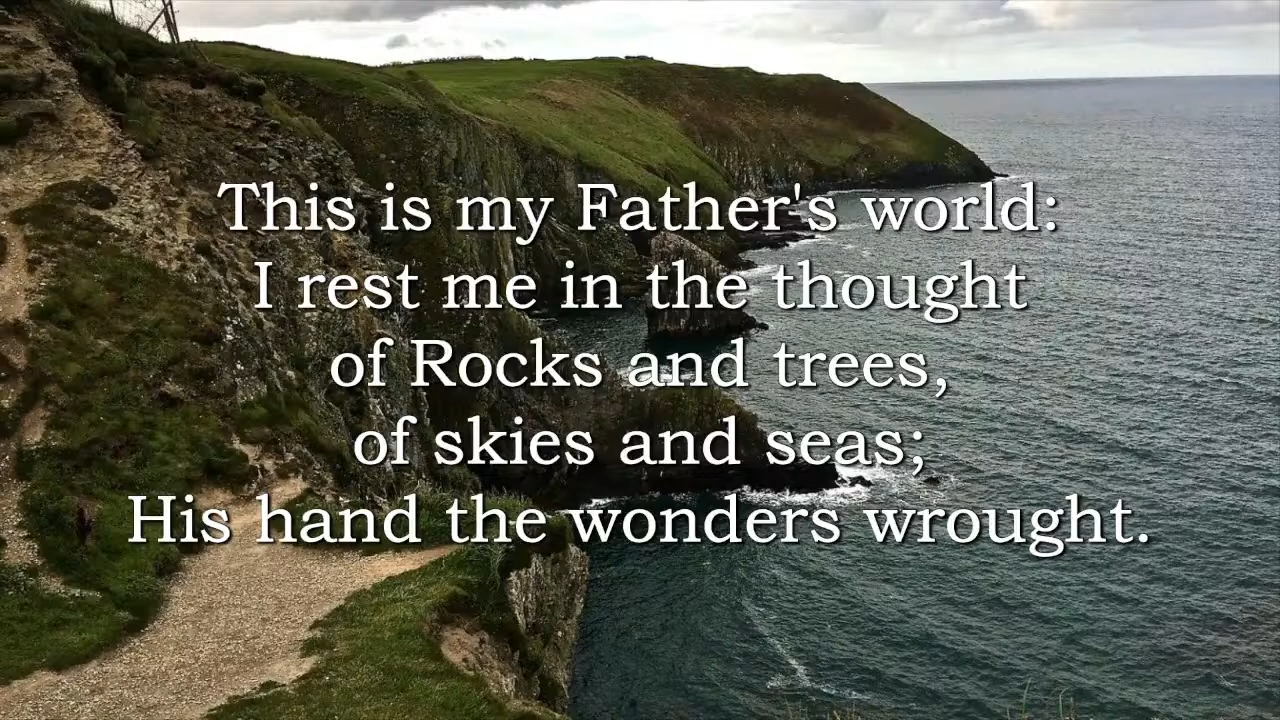 This is my Father's world:
I rest me in the thought
of Rocks and trees,
of skies and seas;
His hand the wonders wrought.